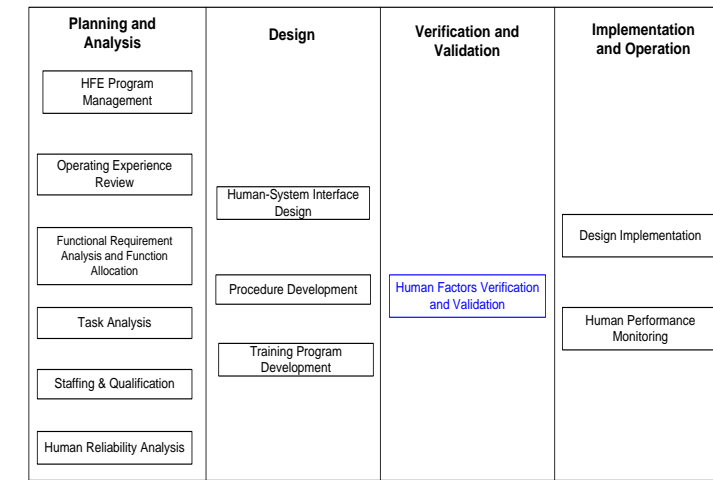 Planning and
Analysis
HFE Program
Management
Operating Experience
Review
Functional Requirement
Analysis and Function
Allocation
Task Analysis
Staffing & Qualification
Human Reliability Analysis
Design
Human-System Interface
Design
Procedure Development
Training Program
Development
Verification and
Validation
Human Factors Verification
and Validation
Implementation
and Operation
Design Implementation
Human Performance
Monitoring